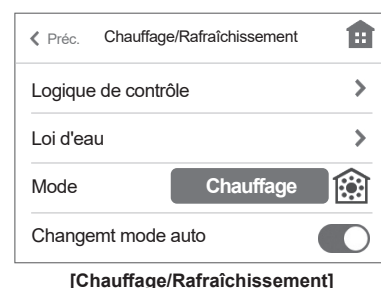 Préc. Chauffage/Rafraîchissement
Logique de contrôle
Loi d'eau
Mode Chauffage
Changemt mode auto
[Chauffage/Rafraîchissement]